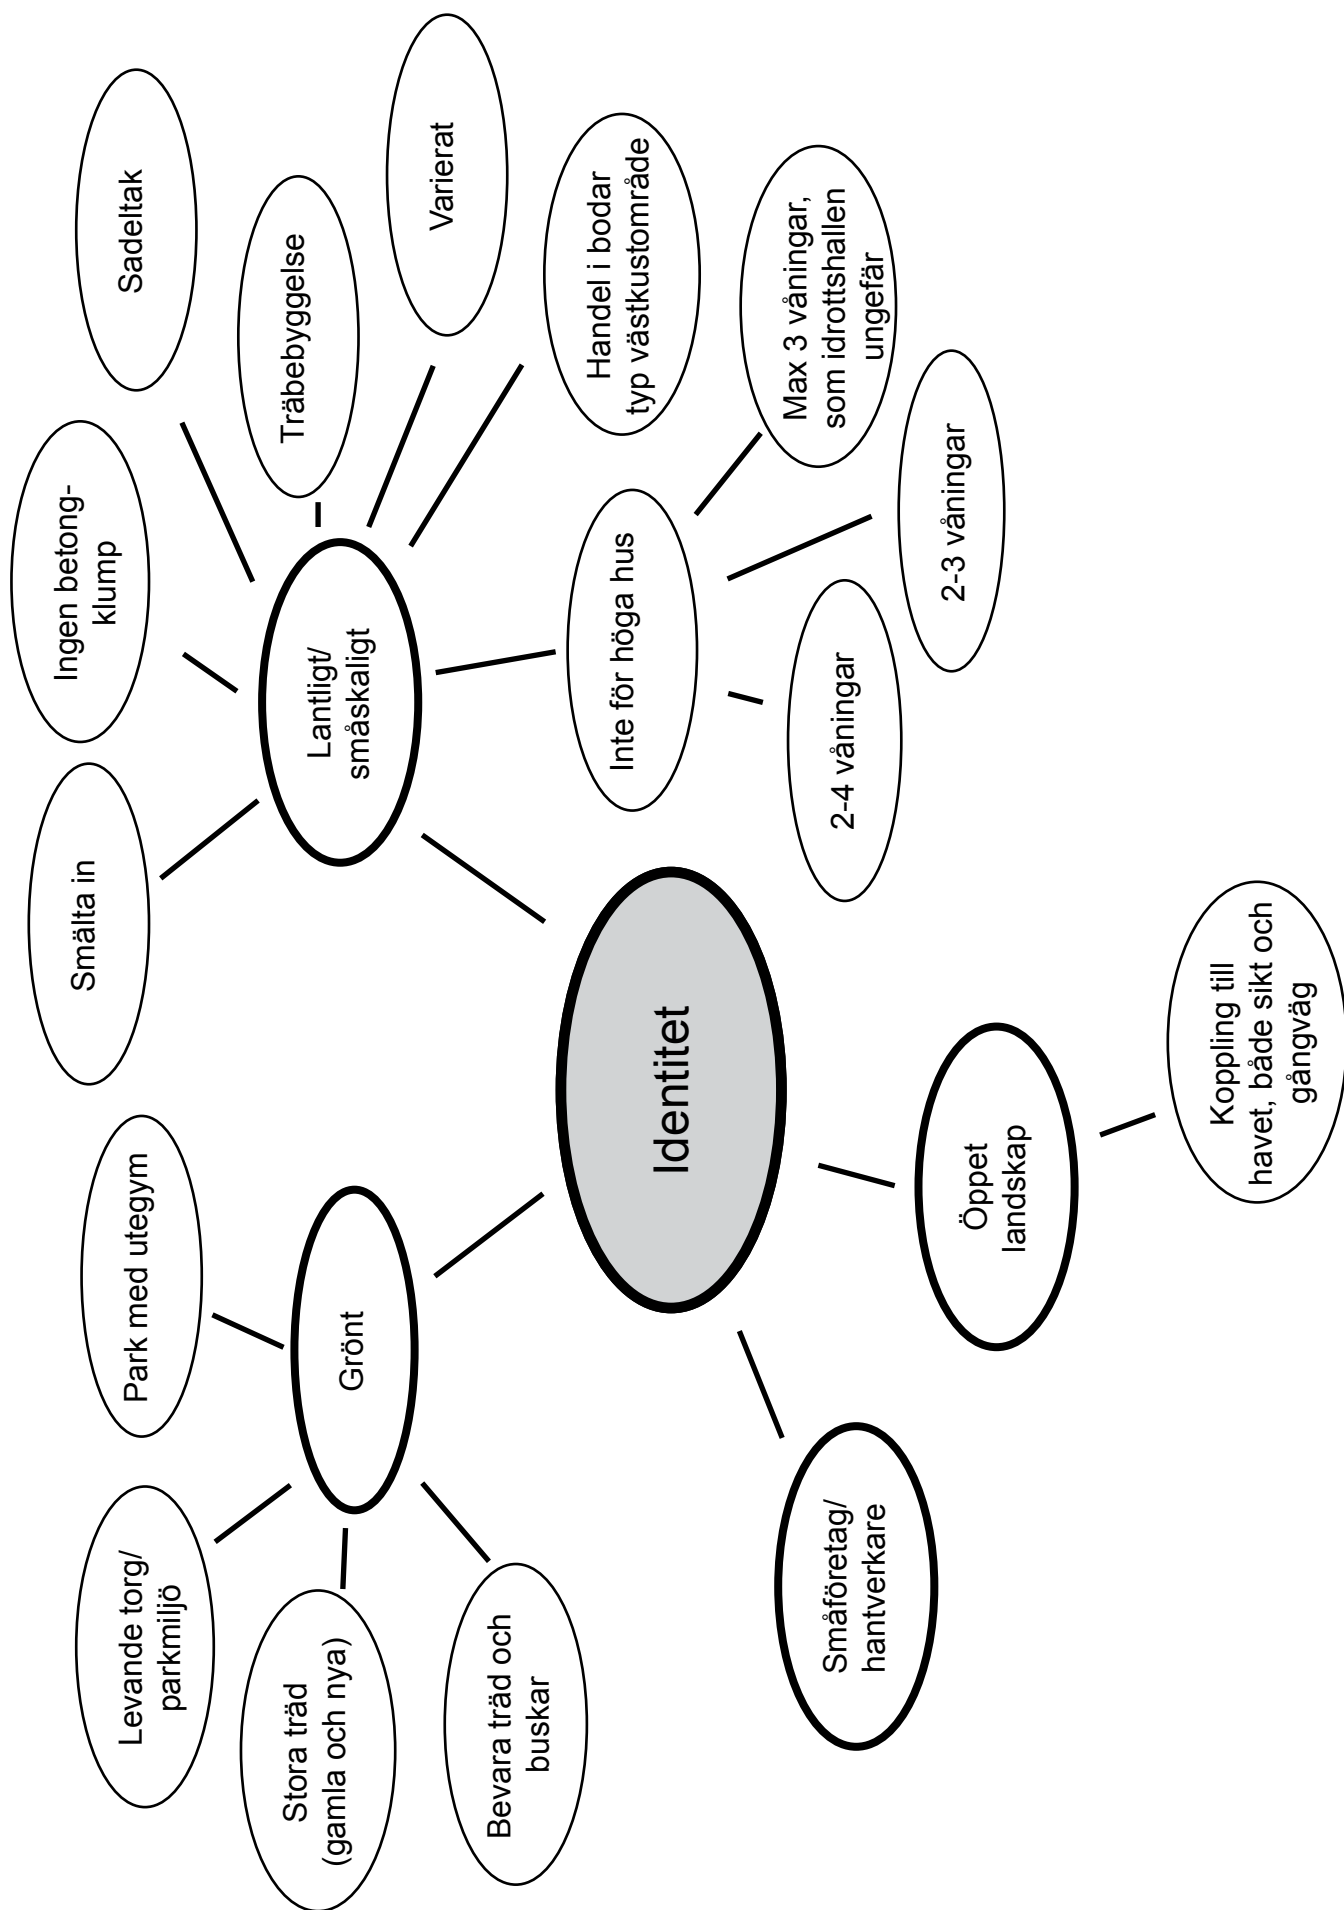 Levande torg/
parkmiljö
Park med utegym
Stora träd
(gamla och nya)
Bevara träd och
buskar
Grönt
Smälta in
Ingen betong-
klump
Sadeltak
Träbebyggelse
Varierat
Handel i bodar
typ västkustområde
Lantligt/
småskaligt
Inte för höga hus
Max 3 våningar,
som idrottshallen
ungefär
2-3 våningar
2-4 våningar
Identitet
Småföretag/
hantverkare
Öppet
landskap
Koppling till
havet, både sikt och
gångväg